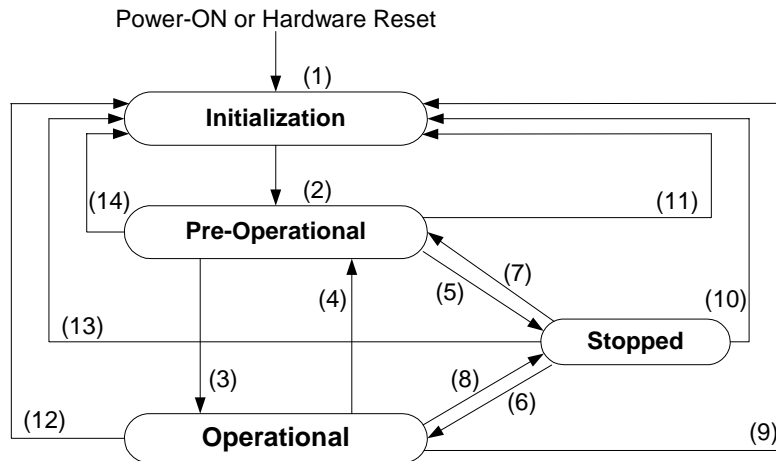 Power-ON or Hardware Reset
(1)
Initialization
(2)
(14)
(11)
Pre-Operational
(7)
(4)
(5)
(10)
(13)
Stopped
(3)
(8)
(6)
(12)
Operational
(9)